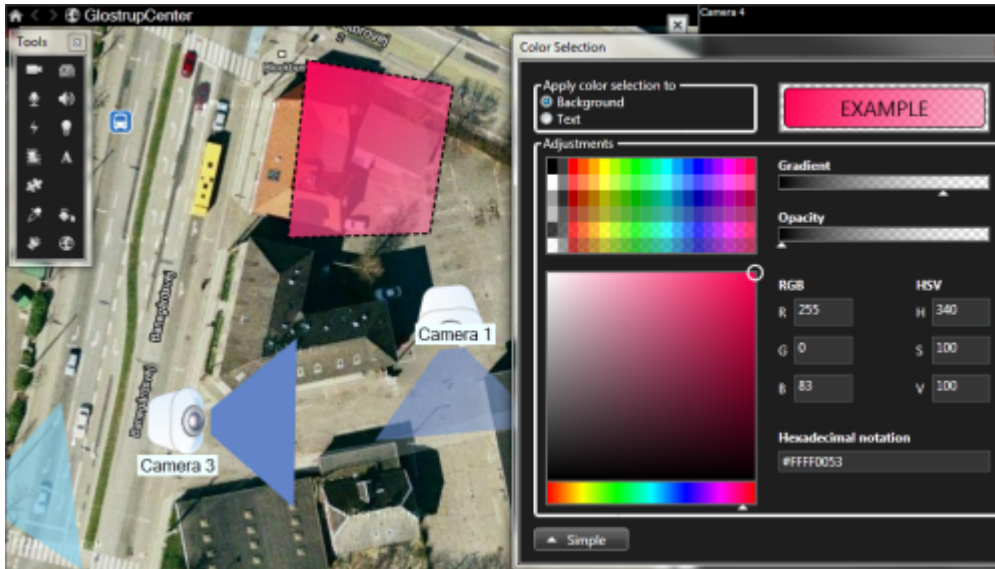 GlostrupCenter
Camera 4
Tools
A
Camera 1
Camera 3
Color Selection
Apply color selection to
Background
Text
EXAMPLE
Adjustments
Gradient
Opacity
RGB
HSV
R 255
H 340
G 0
S 100
B 83
V 100
Hexadecimal notation
#FFFF0053
Simple